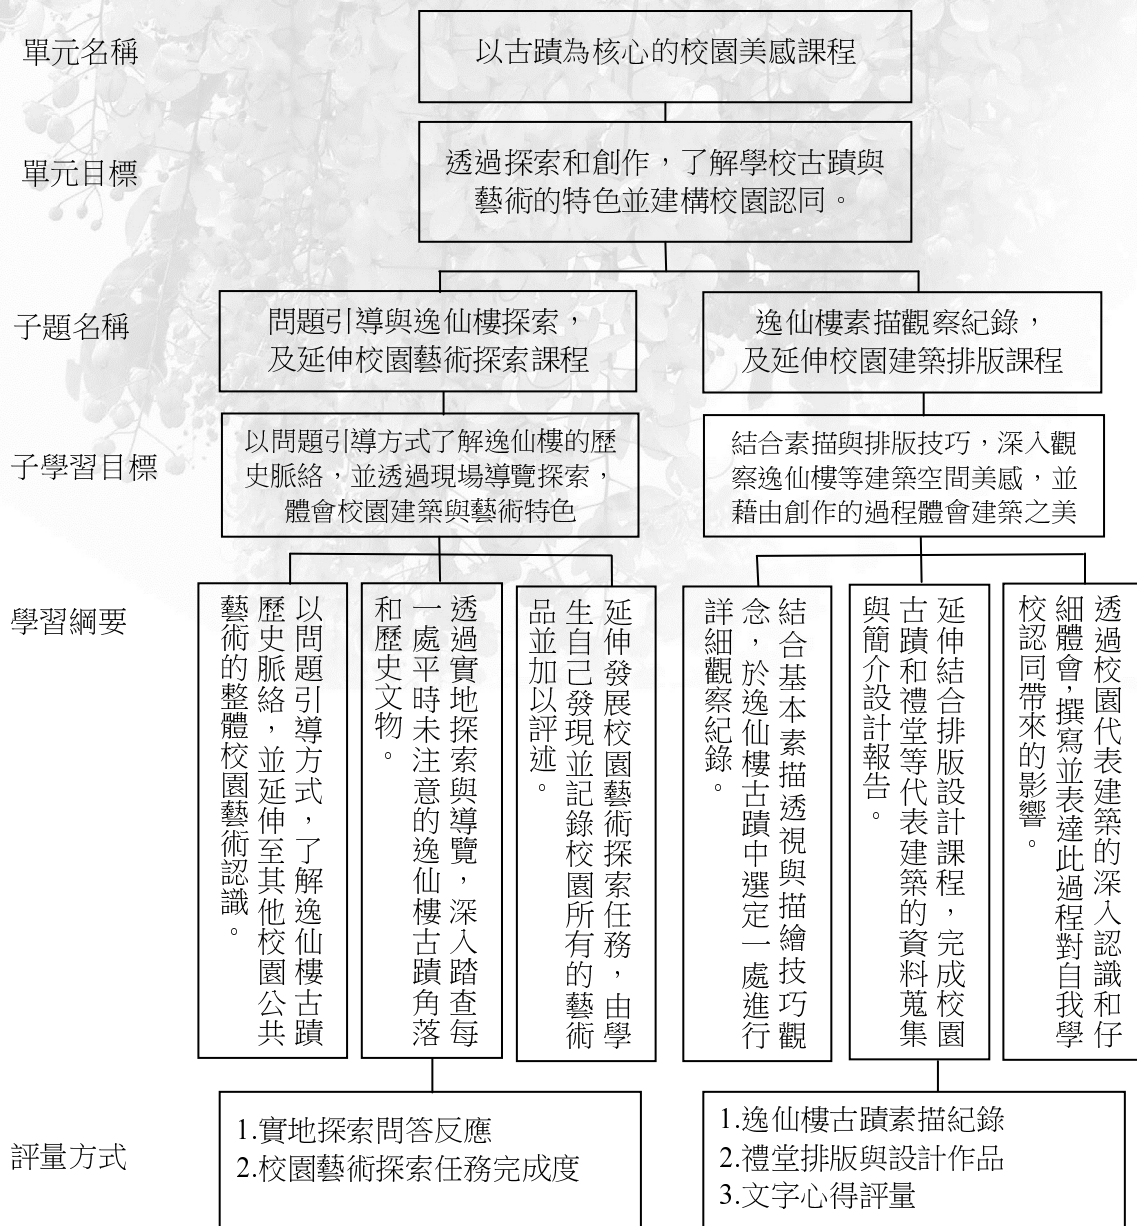 單元名稱
以古蹟為核心的校園美感課程
單元目標
透過探索和創作，了解學校古蹟與
藝術的特色並建構校園認同。
子題名稱
問題引導與逸仙樓探索，
及延伸校園藝術探索課程
逸仙樓素描觀察紀錄，
及延伸校園建築排版課程
子學習目標
以問題引導方式了解逸仙樓的歷
史脈絡，並透過現場導覽探索，
體會校園建築與藝術特色
結合素描與排版技巧，深入觀
察逸仙樓等建築空間美感，並
藉由創作的過程體會建築之美
學習綱要
以問題引導方式，了解逸仙樓古蹟
歷史脈絡，並延伸至其他校園公共
藝術的整體校園藝術認識。
透過實地探索與導覽，深入踏查每
一處平時未注意的逸仙樓古蹟角落
和歷史文物。
延伸發展校園藝術探索任務，由學
生自己發現並記錄校園所有的藝術
品並加以評述。
結合基本素描透視與描繪技巧觀
念，於逸仙樓古蹟中選定一處進行
詳細觀察紀錄。
延伸結合排版設計課程，完成校園
古蹟和禮堂等代表建築的資料蒐集
與簡介設計報告。
透過校園代表建築的深入認識和仔
細體會，撰寫並表達此過程對自我學
校認同帶來的影響。
評量方式
1.實地探索問答反應
2.校園藝術探索任務完成度
1.逸仙樓古蹟素描紀錄
2.禮堂排版與設計作品
3.文字心得評量